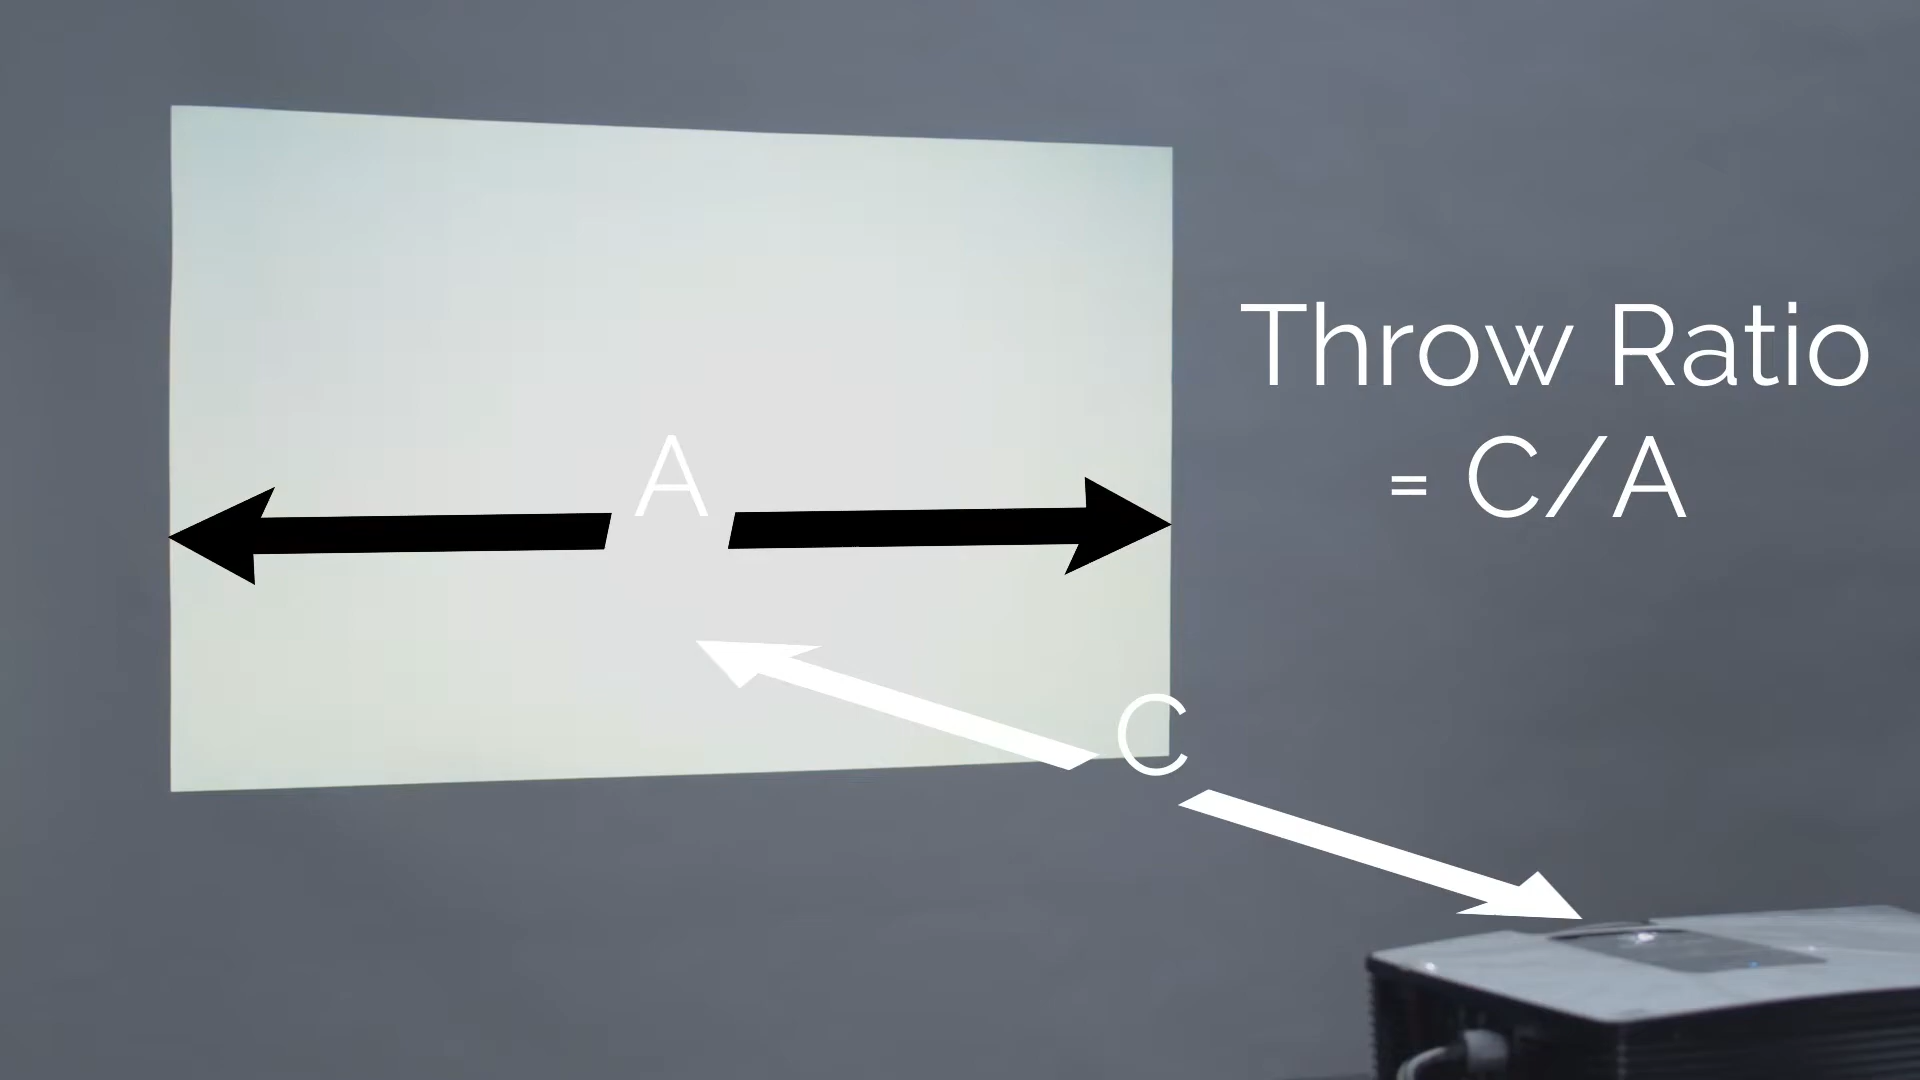 A
Throw Ratio
= C/A
C